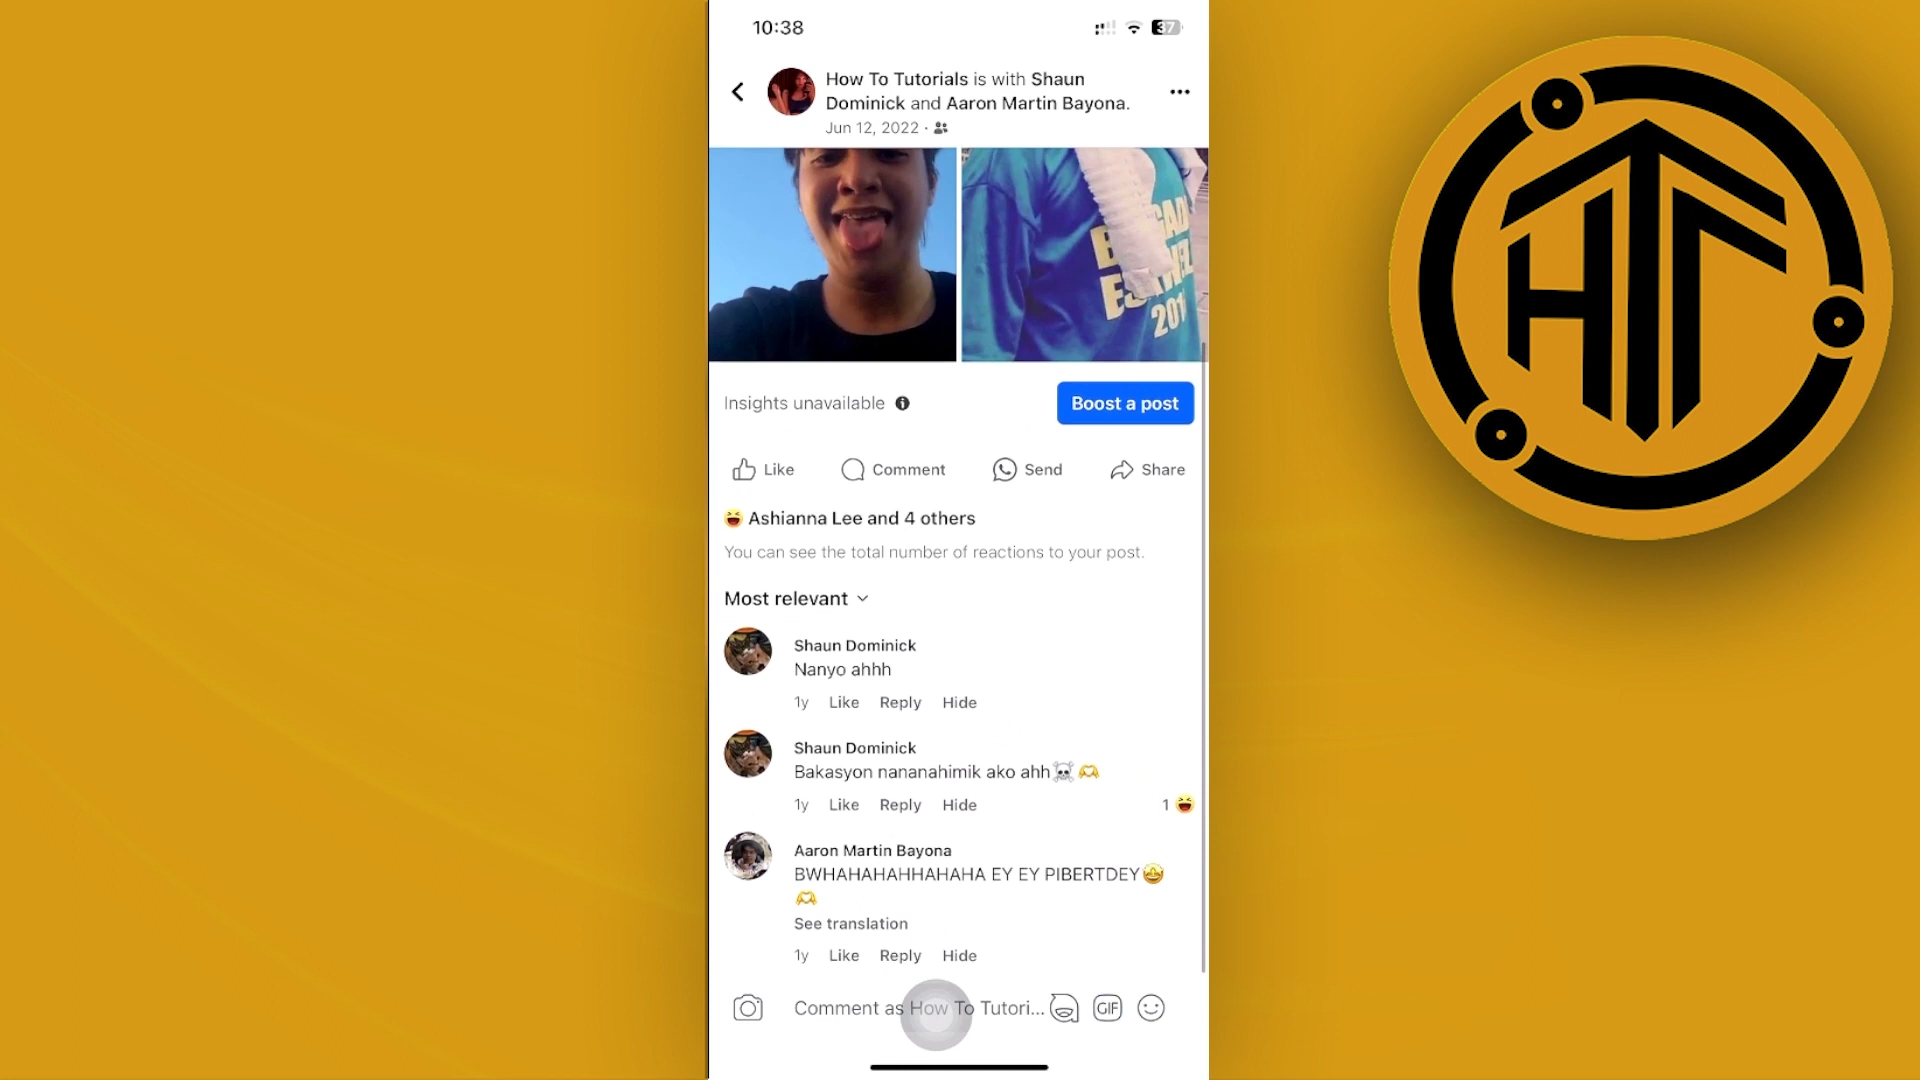 10:38
37
How To Tutorials is with Shaun
Dominick and Aaron Martin Bayona.
Jun 12, 2022 ·
201
Insights unavailable
Boost a post
Like
Comment
Send
Share
Ashianna Lee and 4 others
You can see the total number of reactions to your post.
Most relevant
Shaun Dominick
Nanyo ahhh
1y Like Reply Hide
Shaun Dominick
Bakasyon nananahimik ako ahh☠️🫶
1y Like Reply Hide
1 😆
Aaron Martin Bayona
BWHAHAHAHHAHAHA EY EY PIBERTDEY🤩
🫶
See translation
1y Like Reply Hide
Comment as How To Tutori...
GIF
HTT